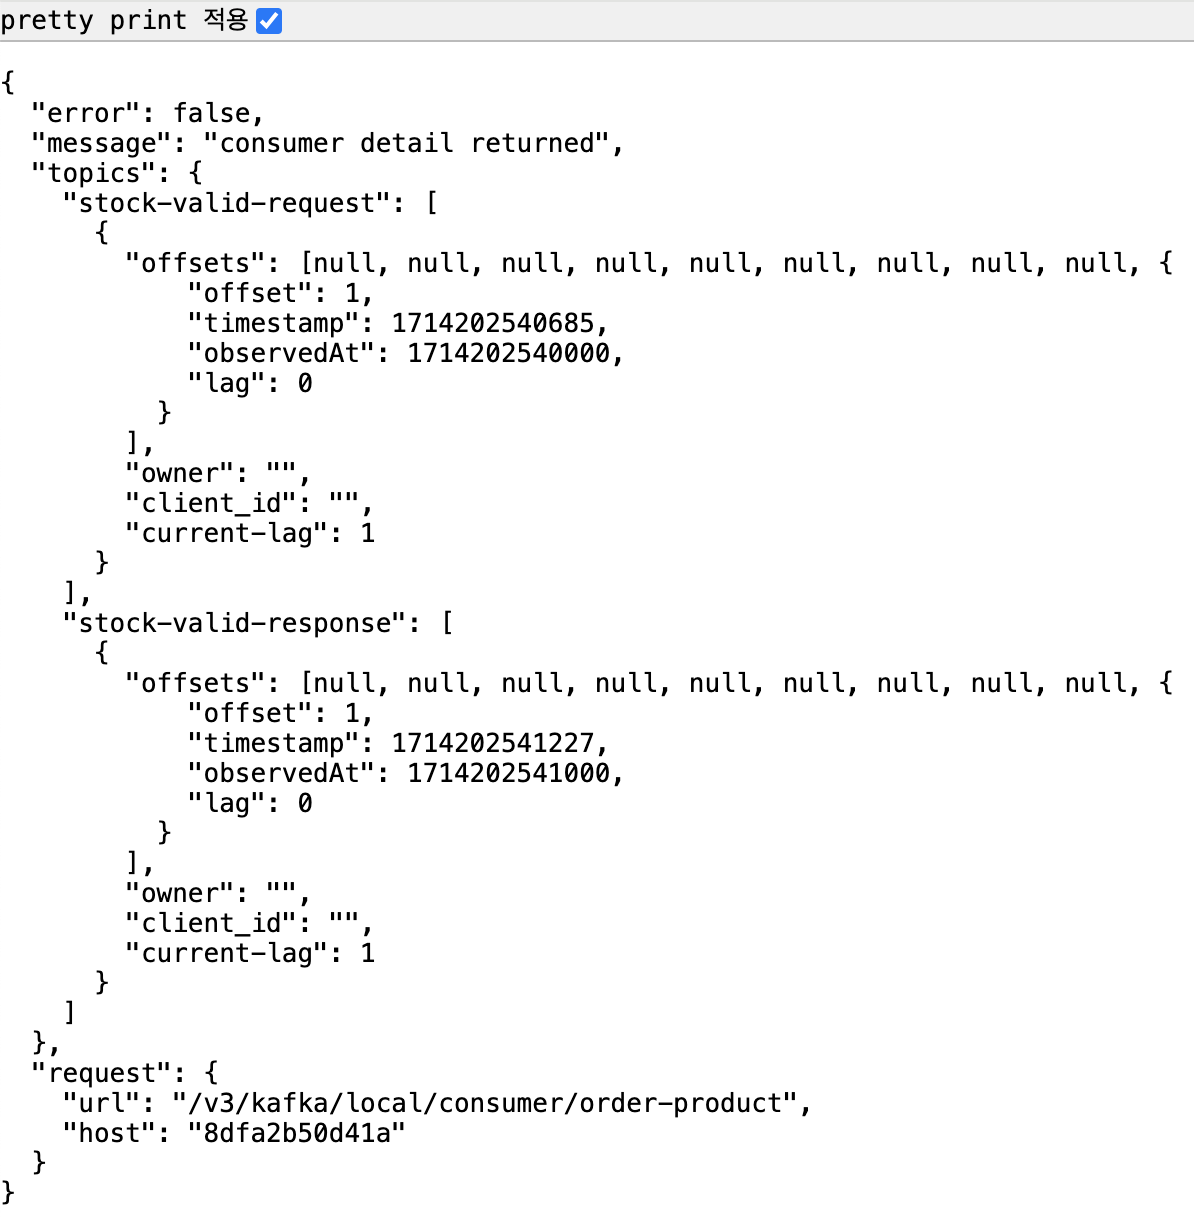 pretty print 적용
{
  "error": false,
  "message": "consumer detail returned",
  "topics": {
    "stock-valid-request": [
      {
        "offsets": [null, null, null, null, null, null, null, null, null, {
            "offset": 1,
            "timestamp": 1714202540685,
            "observedAt": 1714202540000,
            "lag": 0
          }
        ],
        "owner": "",
        "client_id": "",
        "current-lag": 1
      }
    ],
    "stock-valid-response": [
      {
        "offsets": [null, null, null, null, null, null, null, null, null, {
            "offset": 1,
            "timestamp": 1714202541227,
            "observedAt": 1714202541000,
            "lag": 0
          }
        ],
        "owner": "",
        "client_id": "",
        "current-lag": 1
      }
    ]
  },
  "request": {
    "url": "/v3/kafka/local/consumer/order-product",
    "host": "8dfa2b50d41a"
  }
}